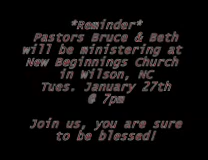 *Reminder*
Pastors Bruce & Beth
will be ministering at
New Beginnings Church
in Wilson, NC
Tues. January 27th
@ 7pm
Join us, you are sure
to be blessed!